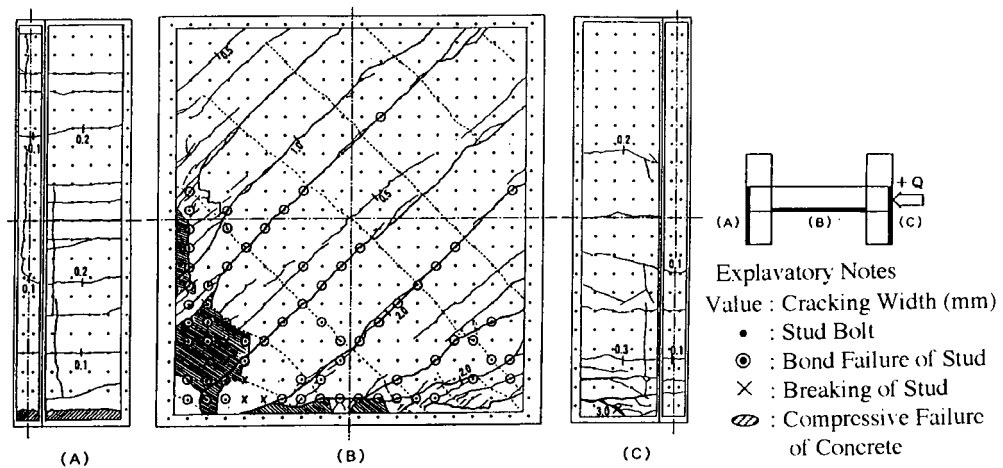 0.1
0.2
0.2
0.1
0.1
(A)
0.5
1.0
0.5
2.0
2.0
(B)
0.2
0.1
0.3
0.1
3.0
(C)
+ Q
(A)
(B)
(C)
Explavatory Notes
Value : Cracking Width (mm)
: Stud Bolt
: Bond Failure of Stud
: Breaking of Stud
: Compressive Failure
of Concrete